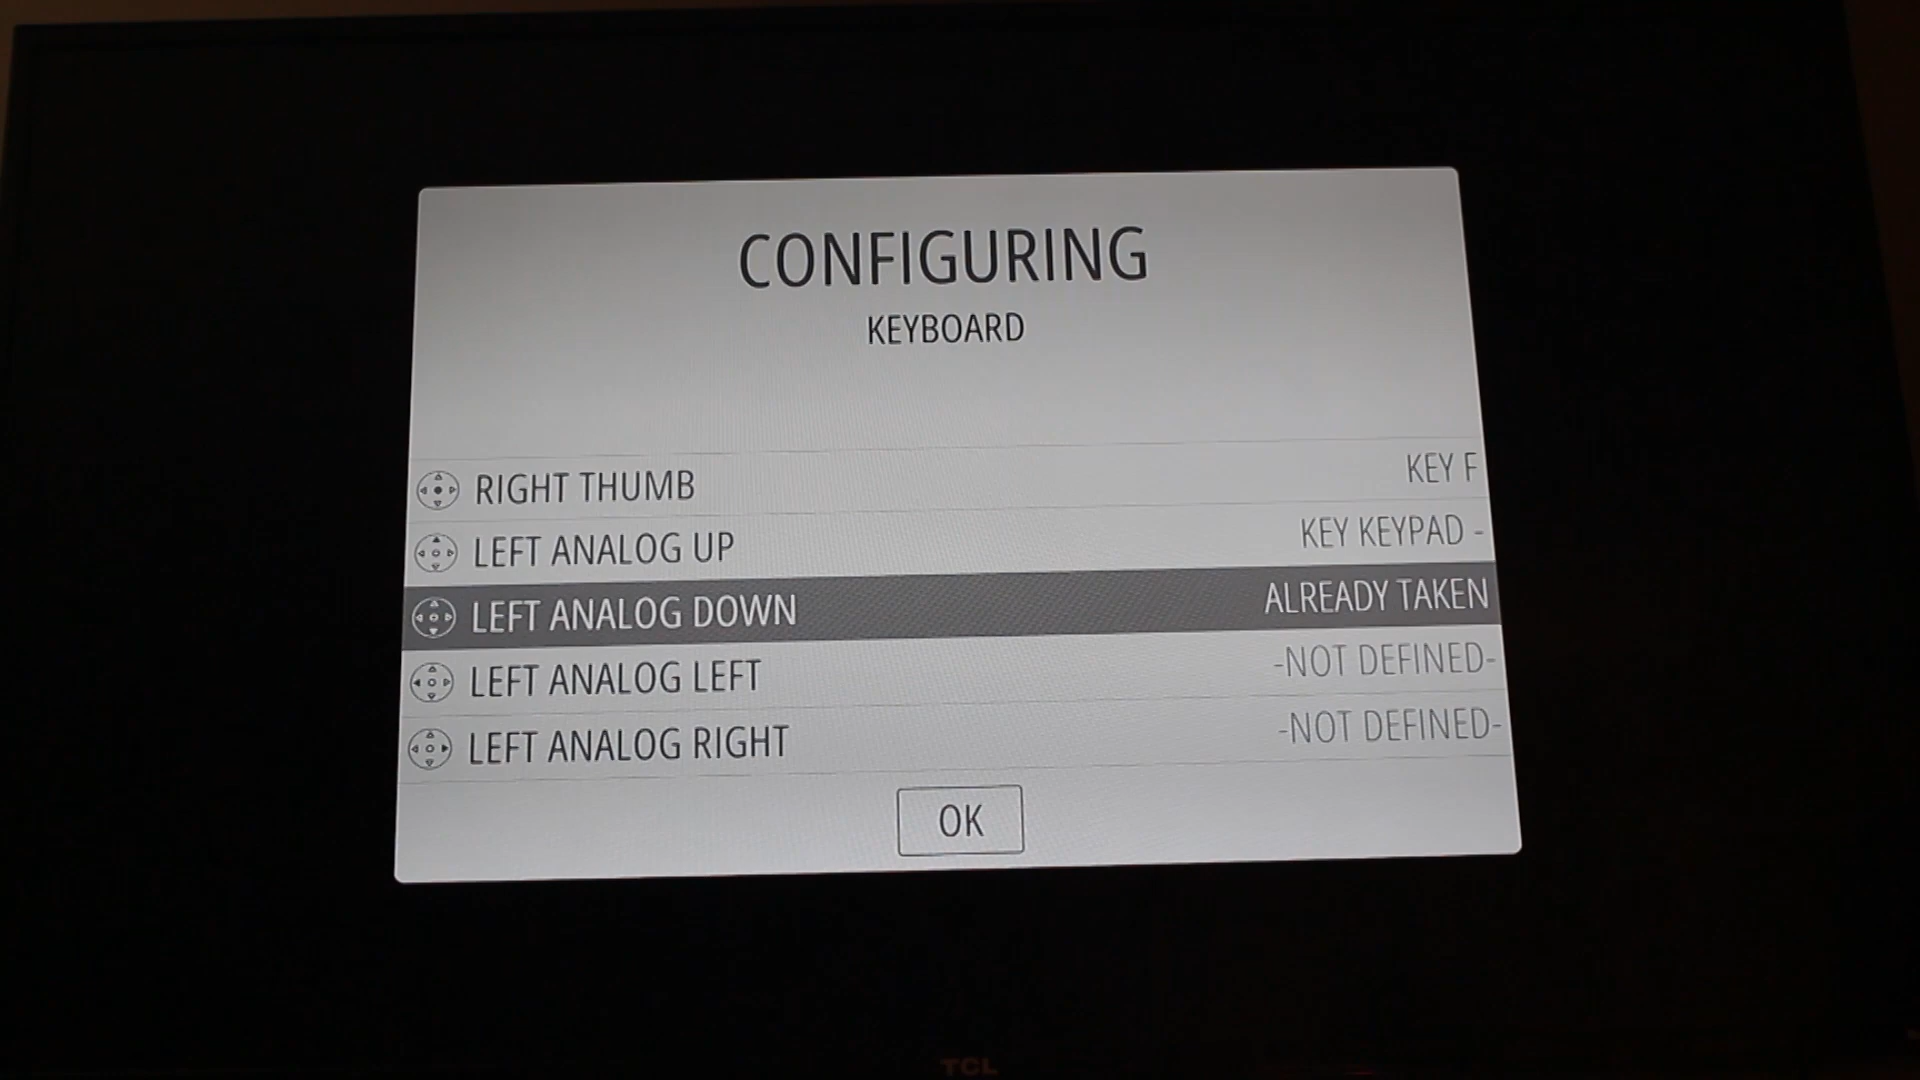 CONFIGURING
KEYBOARD
RIGHT THUMB KEY F
LEFT ANALOG UP KEY KEYPAD -
LEFT ANALOG DOWN ALREADY TAKEN
LEFT ANALOG LEFT -NOT DEFINED-
LEFT ANALOG RIGHT -NOT DEFINED-
OK
TCL